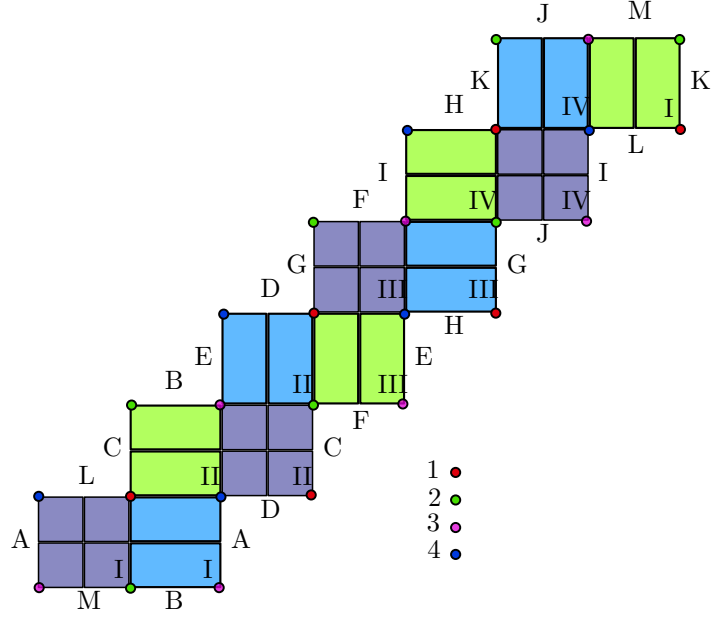 J M
K IV I K
H L
I IV IV I
F J
G III III G
D H
E II III E
B F
C II II C
L D
A I I A
M B
1
2
3
4